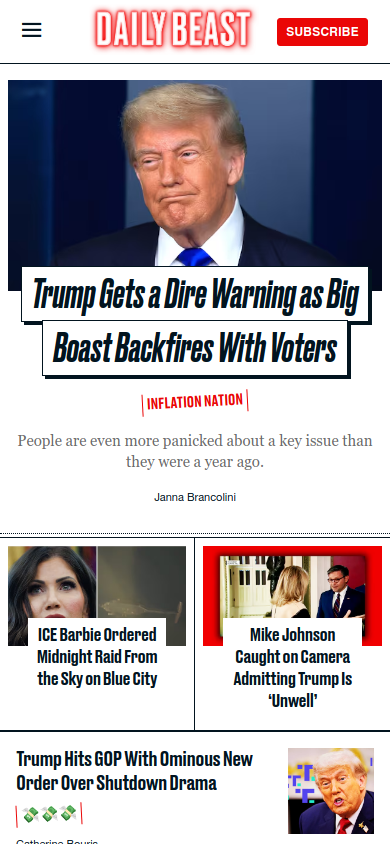 DAILY BEAST
SUBSCRIBE
Trump Gets a Dire Warning as Big
Boast Backfires With Voters
INFLATION NATION
People are even more panicked about a key issue than
they were a year ago.
Janna Brancolini
ICE Barbie Ordered
Midnight Raid From
the Sky on Blue City
Mike Johnson
Caught on Camera
Admitting Trump Is
‘Unwell’
Trump Hits GOP With Ominous New
Order Over Shutdown Drama
💸💸💸
Catherine Bouris